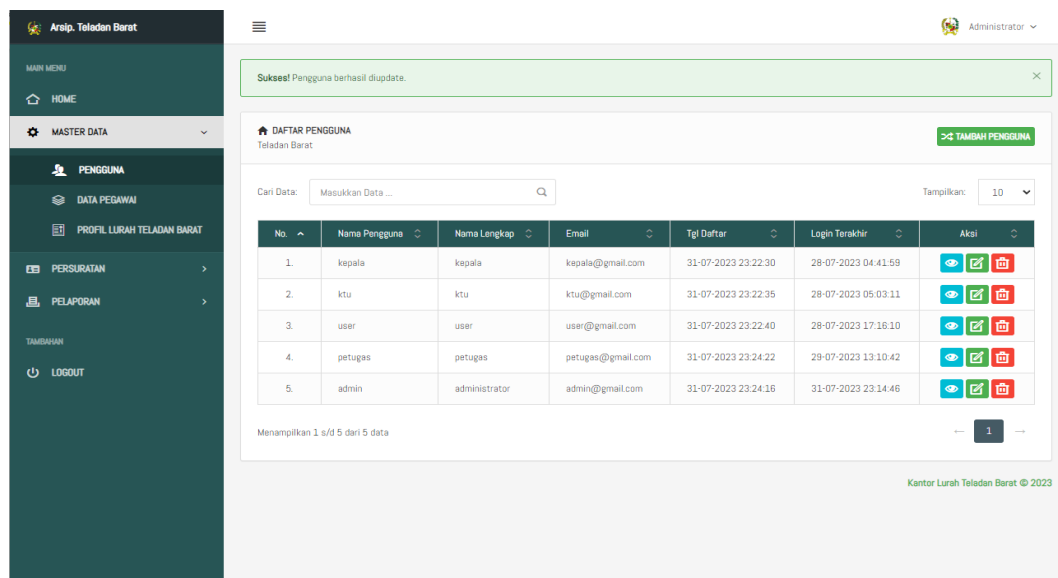 Arsip. Teladan Barat
Administrator
MAIN MENU
HOME
MASTER DATA
PENGGUNA
DATA PEGAWAI
PROFIL LURAH TELADAN BARAT
PERSURATAN
PELAPORAN
TAMBAHAN
LOGOUT
Sukses! Pengguna berhasil diupdate.
DAFTAR PENGGUNA
Teladan Barat
TAMBAH PENGGUNA
Cari Data: Masukkan Data ... Tampilkan: 10
No. Nama Pengguna Nama Lengkap Email Tgl Daftar Login Terakhir Aksi
1. kepala kepala kepala@gmail.com 31-07-2023 23:22:30 28-07-2023 04:41:59
2. ktu ktu ktu@gmail.com 31-07-2023 23:22:35 28-07-2023 05:03:11
3. user user user@gmail.com 31-07-2023 23:22:40 28-07-2023 17:16:10
4. petugas petugas petugas@gmail.com 31-07-2023 23:24:22 29-07-2023 13:10:42
5. admin administrator admin@gmail.com 31-07-2023 23:24:16 31-07-2023 23:14:46
Menampilkan 1 s/d 5 dari 5 data
← 1 →
Kantor Lurah Teladan Barat © 2023